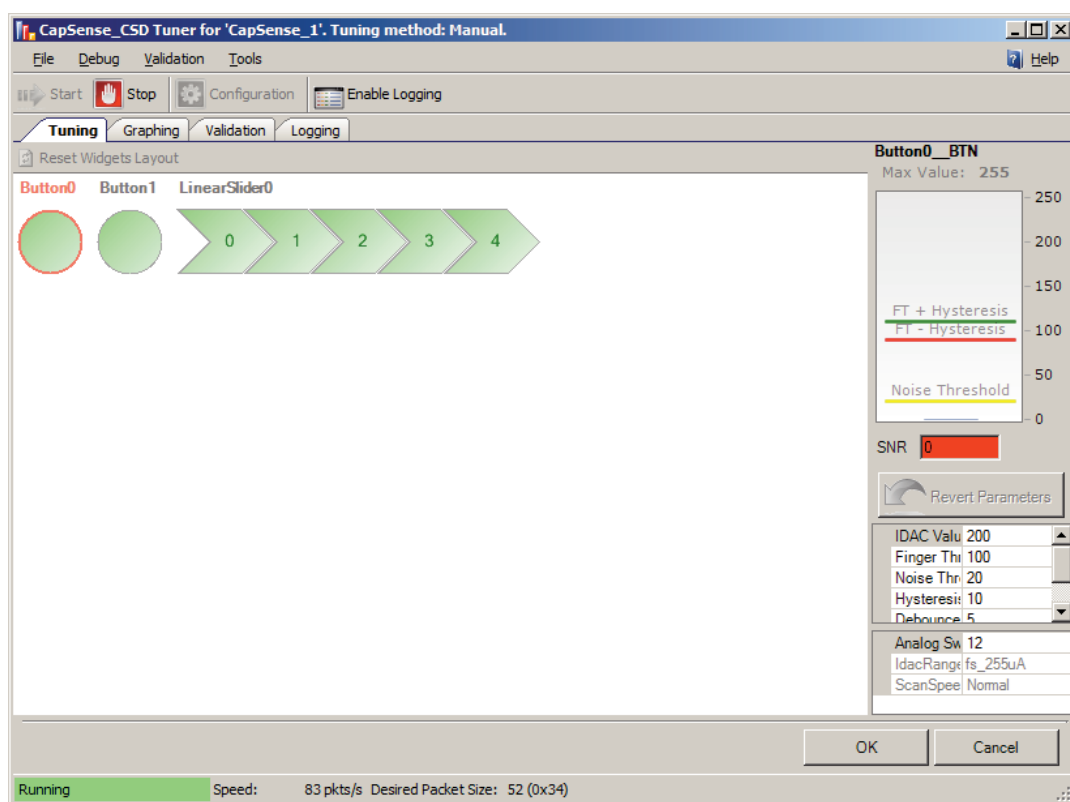 CapSense_CSD Tuner for 'CapSense_1'. Tuning method: Manual.
File Debug Validation Tools Help
Start Stop Configuration Enable Logging
Tuning Graphing Validation Logging
Reset Widgets Layout
Button0 Button1 LinearSlider0
0 1 2 3 4
Button0__BTN
Max Value: 255
250
200
150
FT + Hysteresis
FT - Hysteresis
100
50
Noise Threshold
0
SNR 0
Revert Parameters
IDAC Valu 200
Finger Thr 100
Noise Thr 20
Hysteresis 10
Debounce 5
Analog Sw 12
IdacRange fs_255uA
ScanSpee Normal
OK Cancel
Running Speed: 83 pkts/s Desired Packet Size: 52 (0x34)